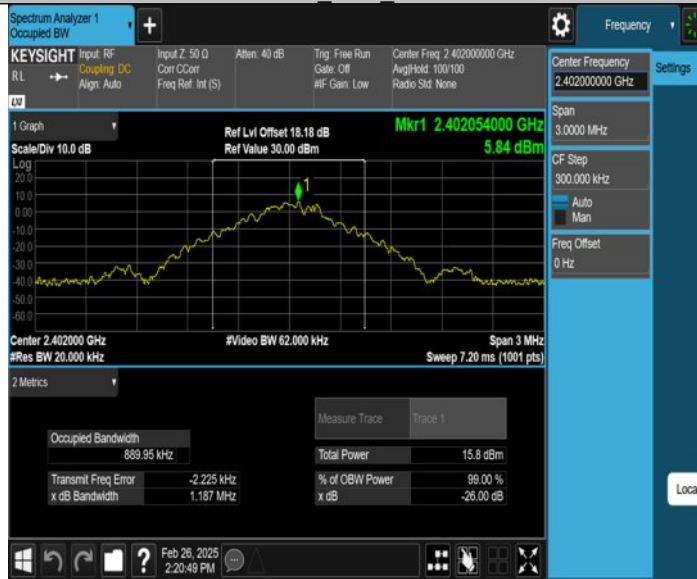 Spectrum Analyzer 1
Occupied BW
+
Frequency
KEYSIGHT
RL
LXI
Input: RF
Coupling: DC
Align: Auto
Input Z: 50 Ω
Corr CCorr
Freq Ref: Int (S)
Atten: 40 dB
Trig: Free Run
Gate: Off
#IF Gain: Low
Center Freq: 2.402000000 GHz
Avg|Hold: 100/100
Radio Std: None
Center Frequency
2.402000000 GHz
Settings
Span
3.0000 MHz
CF Step
300.000 kHz
Auto
Man
Freq Offset
0 Hz
1 Graph
Scale/Div 10.0 dB
Ref Lvl Offset 18.18 dB
Ref Value 30.00 dBm
Mkr1 2.402054000 GHz
5.84 dBm
Log
20.0
10.0
0.00
-10.0
-20.0
-30.0
-40.0
-50.0
-60.0
1
Center 2.402000 GHz
#Video BW 62.000 kHz
Span 3 MHz
#Res BW 20.000 kHz
Sweep 7.20 ms (1001 pts)
2 Metrics
Measure Trace
Trace 1
Occupied Bandwidth
889.95 kHz
Total Power
15.8 dBm
Transmit Freq Error
-2.225 kHz
% of OBW Power
99.00 %
x dB Bandwidth
1.187 MHz
x dB
-26.00 dB
Loca
?
Feb 26, 2025
2:20:49 PM